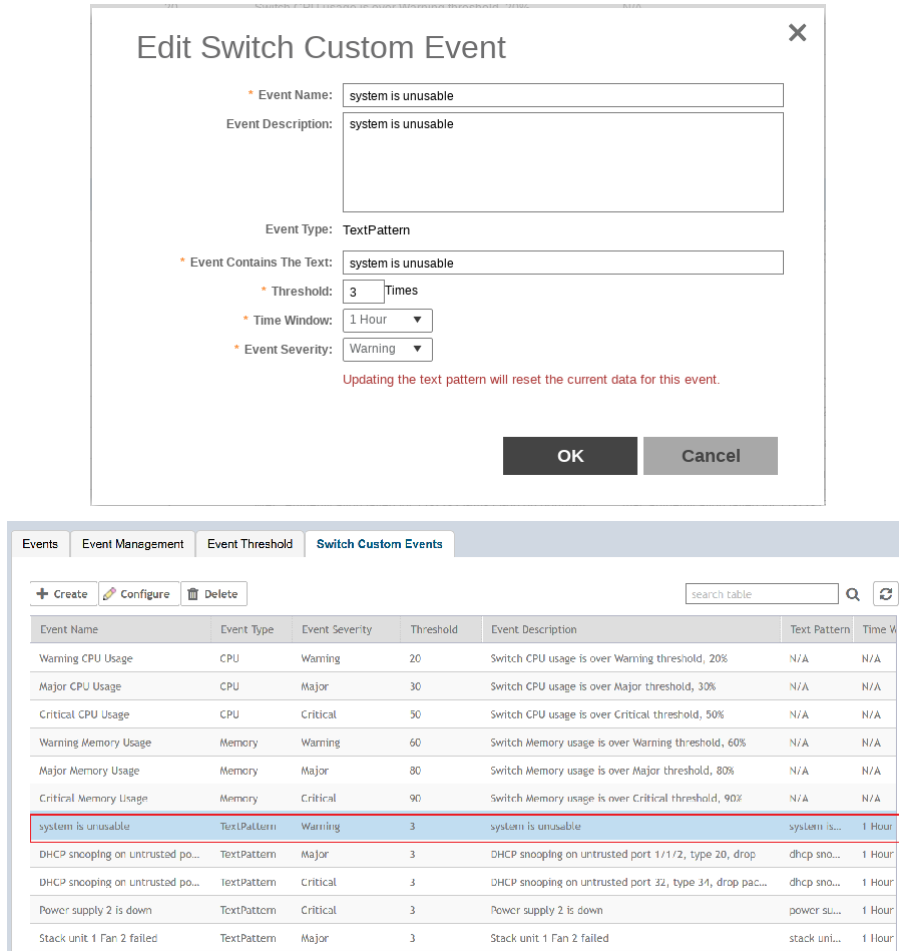 20 Switch CPU usage is over Warning threshold, 20% N/A
Edit Switch Custom Event ×
* Event Name: system is unusable
Event Description: system is unusable
Event Type: TextPattern
* Event Contains The Text: system is unusable
* Threshold: 3 Times
* Time Window: 1 Hour ▼
* Event Severity: Warning ▼
Updating the text pattern will reset the current data for this event.
OK Cancel
Events Event Management Event Threshold Switch Custom Events
Create Configure Delete search table
Event Name Event Type Event Severity Threshold Event Description Text Pattern Time W
Warning CPU Usage CPU Warning 20 Switch CPU usage is over Warning threshold, 20% N/A N/A
Major CPU Usage CPU Major 30 Switch CPU usage is over Major threshold, 30% N/A N/A
Critical CPU Usage CPU Critical 50 Switch CPU usage is over Critical threshold, 50% N/A N/A
Warning Memory Usage Memory Warning 60 Switch Memory usage is over Warning threshold, 60% N/A N/A
Major Memory Usage Memory Major 80 Switch Memory usage is over Major threshold, 80% N/A N/A
Critical Memory Usage Memory Critical 90 Switch Memory usage is over Critical threshold, 90% N/A N/A
system is unusable TextPattern Warning 3 system is unusable system is... 1 Hour
DHCP snooping on untrusted po... TextPattern Major 3 DHCP snooping on untrusted port 1/1/2, type 20, drop dhcp sno... 1 Hour
DHCP snooping on untrusted po... TextPattern Critical 3 DHCP snooping on untrusted port 32, type 34, drop pac... dhcp sno... 1 Hour
Power supply 2 is down TextPattern Critical 3 Power supply 2 is down power su... 1 Hour
Stack unit 1 Fan 2 failed TextPattern Major 3 Stack unit 1 Fan 2 failed stack uni... 1 Hour